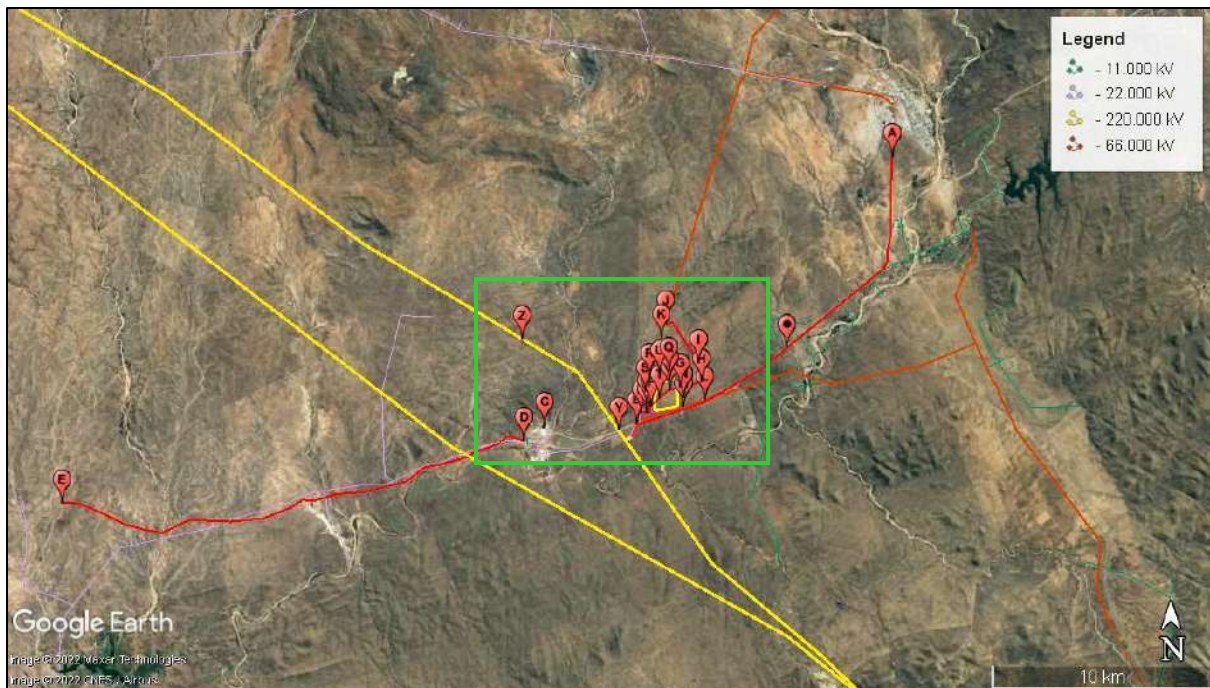 Legend
- 11.000 kV
- 22.000 kV
- 220.000 kV
- 66.000 kV
A
J
K
Z
I
L
Q
H
G
C
D
Y
E
Google Earth
Image © 2022 Maxar Technologies
Image © 2022 CNES / Airbus
N
10 km